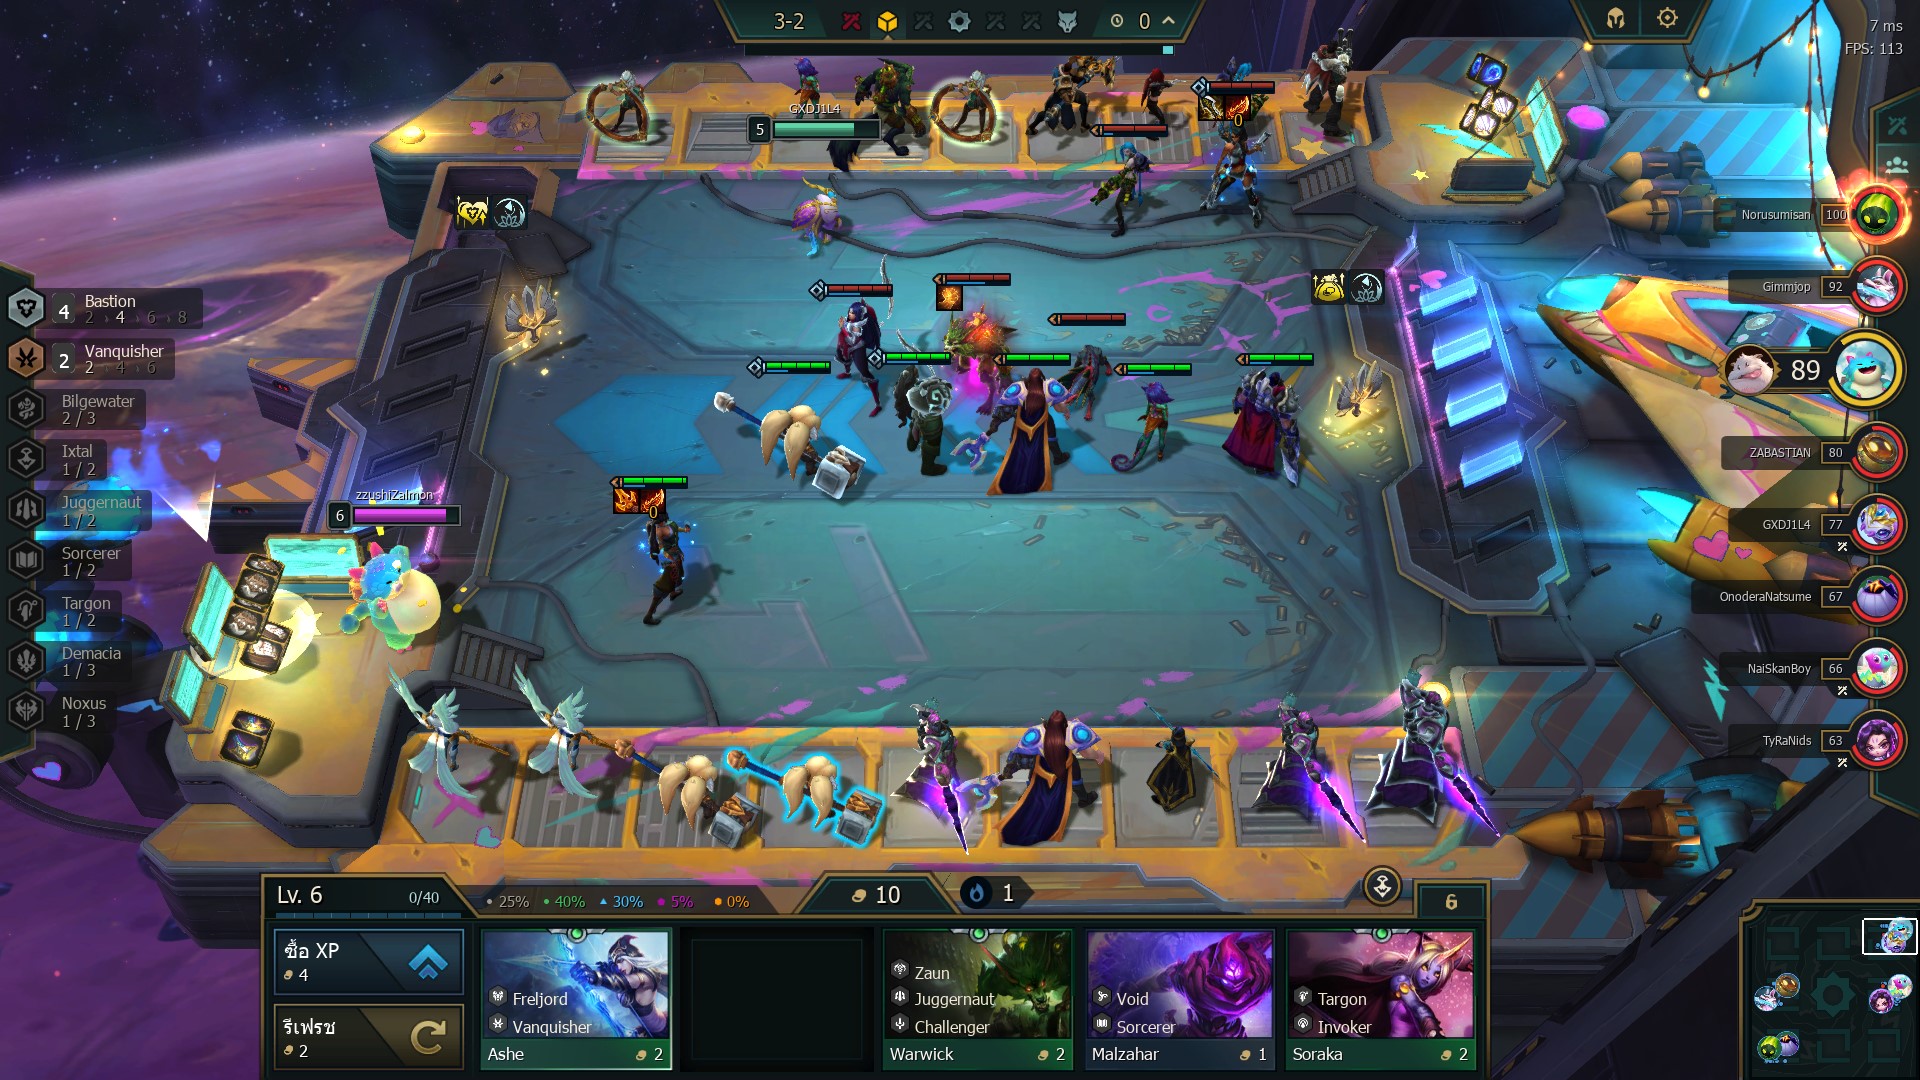 3-2
0
7 ms
FPS: 113
GXDJ1L4
5
0
Norusumisan 100
Gimmjop 92
89
ZABASTIAN 80
GXDJ1L4 77
OnoderaNatsume 67
NaiSkanBoy 66
TyRaNids 63
4 Bastion
2 › 4 › 6 › 8
2 Vanquisher
2 › 4 › 6
Bilgewater
2 / 3
Ixtal
1 / 2
Juggernaut
1 / 2
Sorcerer
1 / 2
Targon
1 / 2
Demacia
1 / 3
Noxus
1 / 3
zzushiZalmon
6
0
Lv. 6 0/40
25% 40% 30% 5% 0%
10
1
6
ซื้อ XP
4
รีเฟรช
2
Freljord
Vanquisher
Ashe 2
Zaun
Juggernaut
Challenger
Warwick 2
Void
Sorcerer
Malzahar 1
Targon
Invoker
Soraka 2